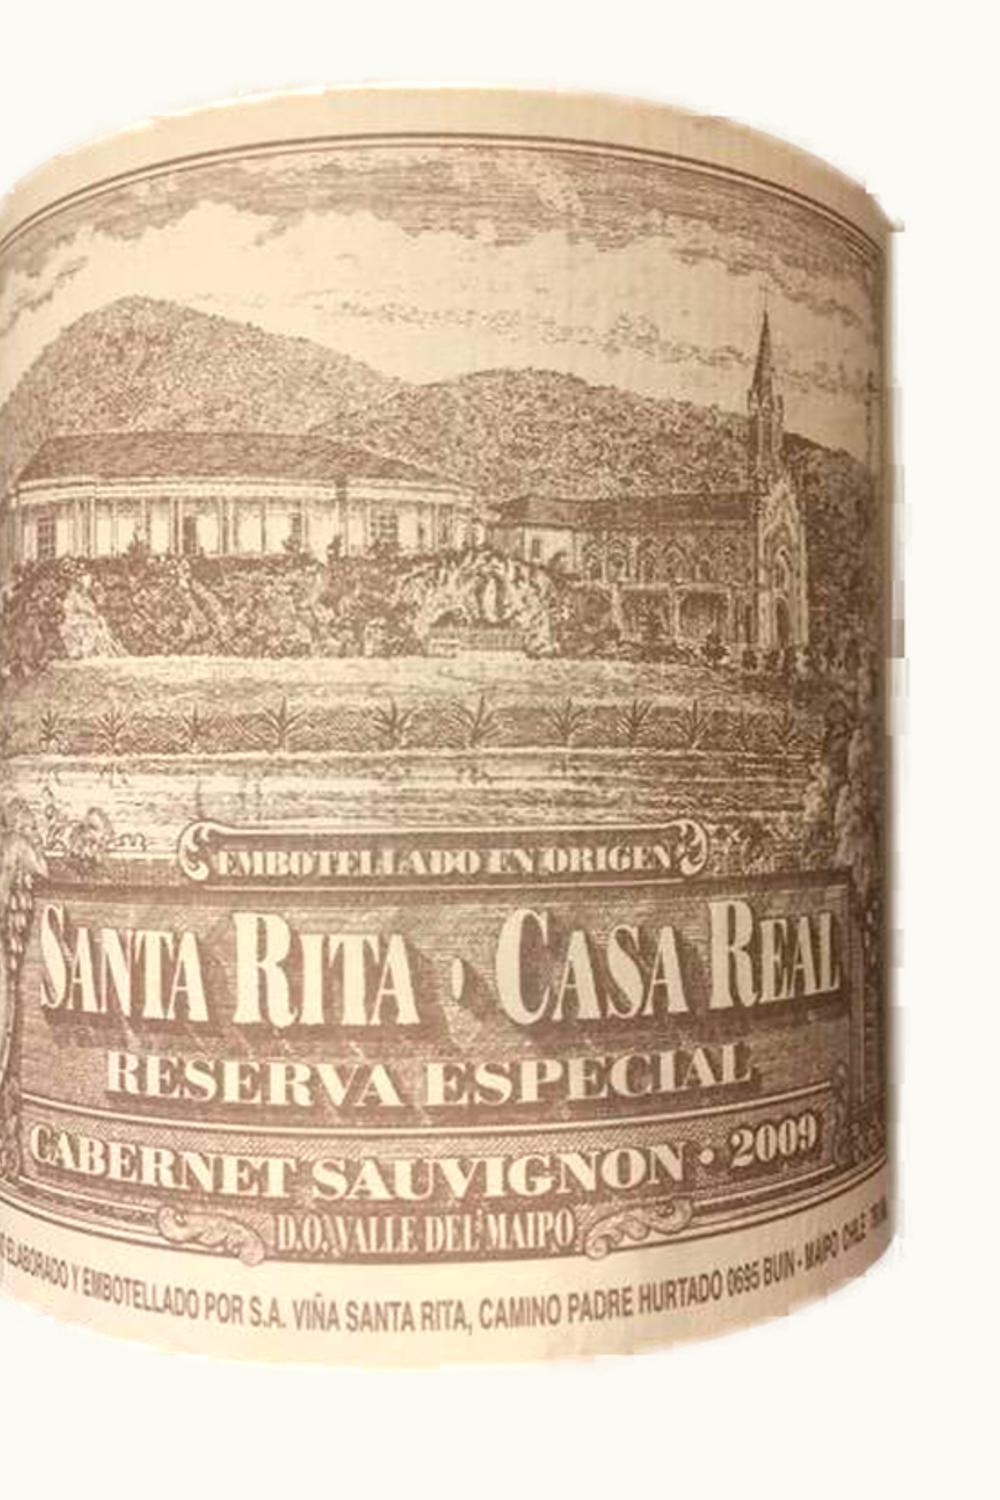 EMBOTELLADO EN ORIGEN
SANTA RITA · CASA REAL
RESERVA ESPECIAL
CABERNET SAUVIGNON · 2009
D.O. VALLE DEL MAIPO
ELABORADO Y EMBOTELLADO POR S.A. VIÑA SANTA RITA, CAMINO PADRE HURTADO 0695 BUIN - MAIPO CHILE